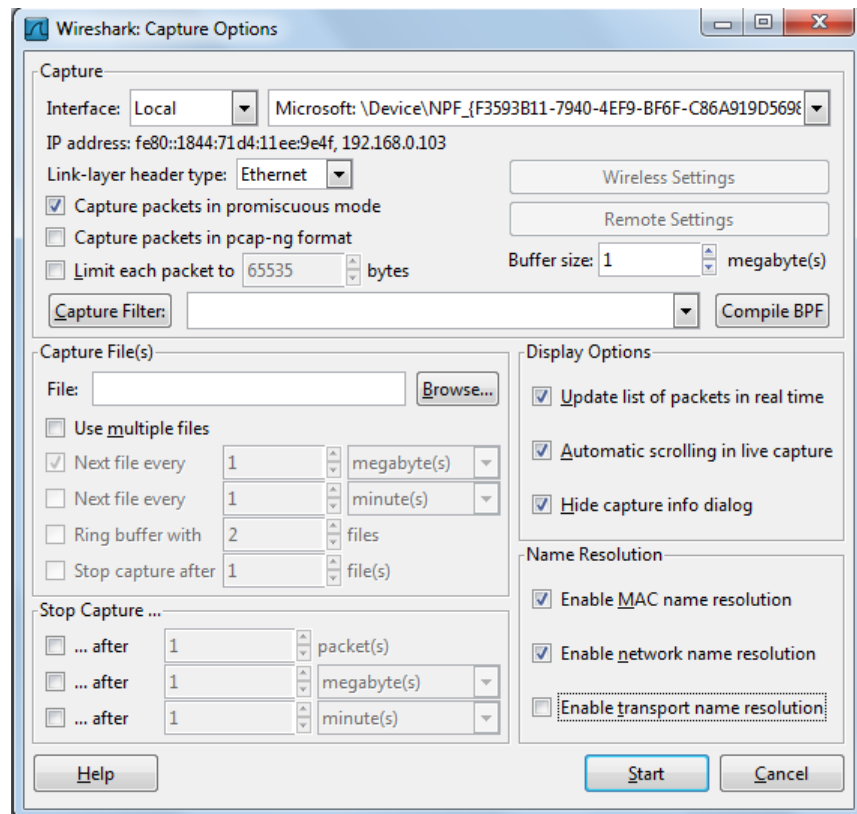 Wireshark: Capture Options
Capture
Interface: Local Microsoft: \Device\NPF_{F3593B11-7940-4EF9-BF6F-C86A919D569
IP address: fe80::1844:71d4:11ee:9e4f, 192.168.0.103
Link-layer header type: Ethernet
Wireless Settings
Capture packets in promiscuous mode
Remote Settings
Capture packets in pcap-ng format
Limit each packet to 65535 bytes
Buffer size: 1 megabyte(s)
Capture Filter: Compile BPF
Capture File(s)
File: Browse...
Use multiple files
Next file every 1 megabyte(s)
Next file every 1 minute(s)
Ring buffer with 2 files
Stop capture after 1 file(s)
Stop Capture ...
... after 1 packet(s)
... after 1 megabyte(s)
... after 1 minute(s)
Display Options
Update list of packets in real time
Automatic scrolling in live capture
Hide capture info dialog
Name Resolution
Enable MAC name resolution
Enable network name resolution
Enable transport name resolution
Help Start Cancel